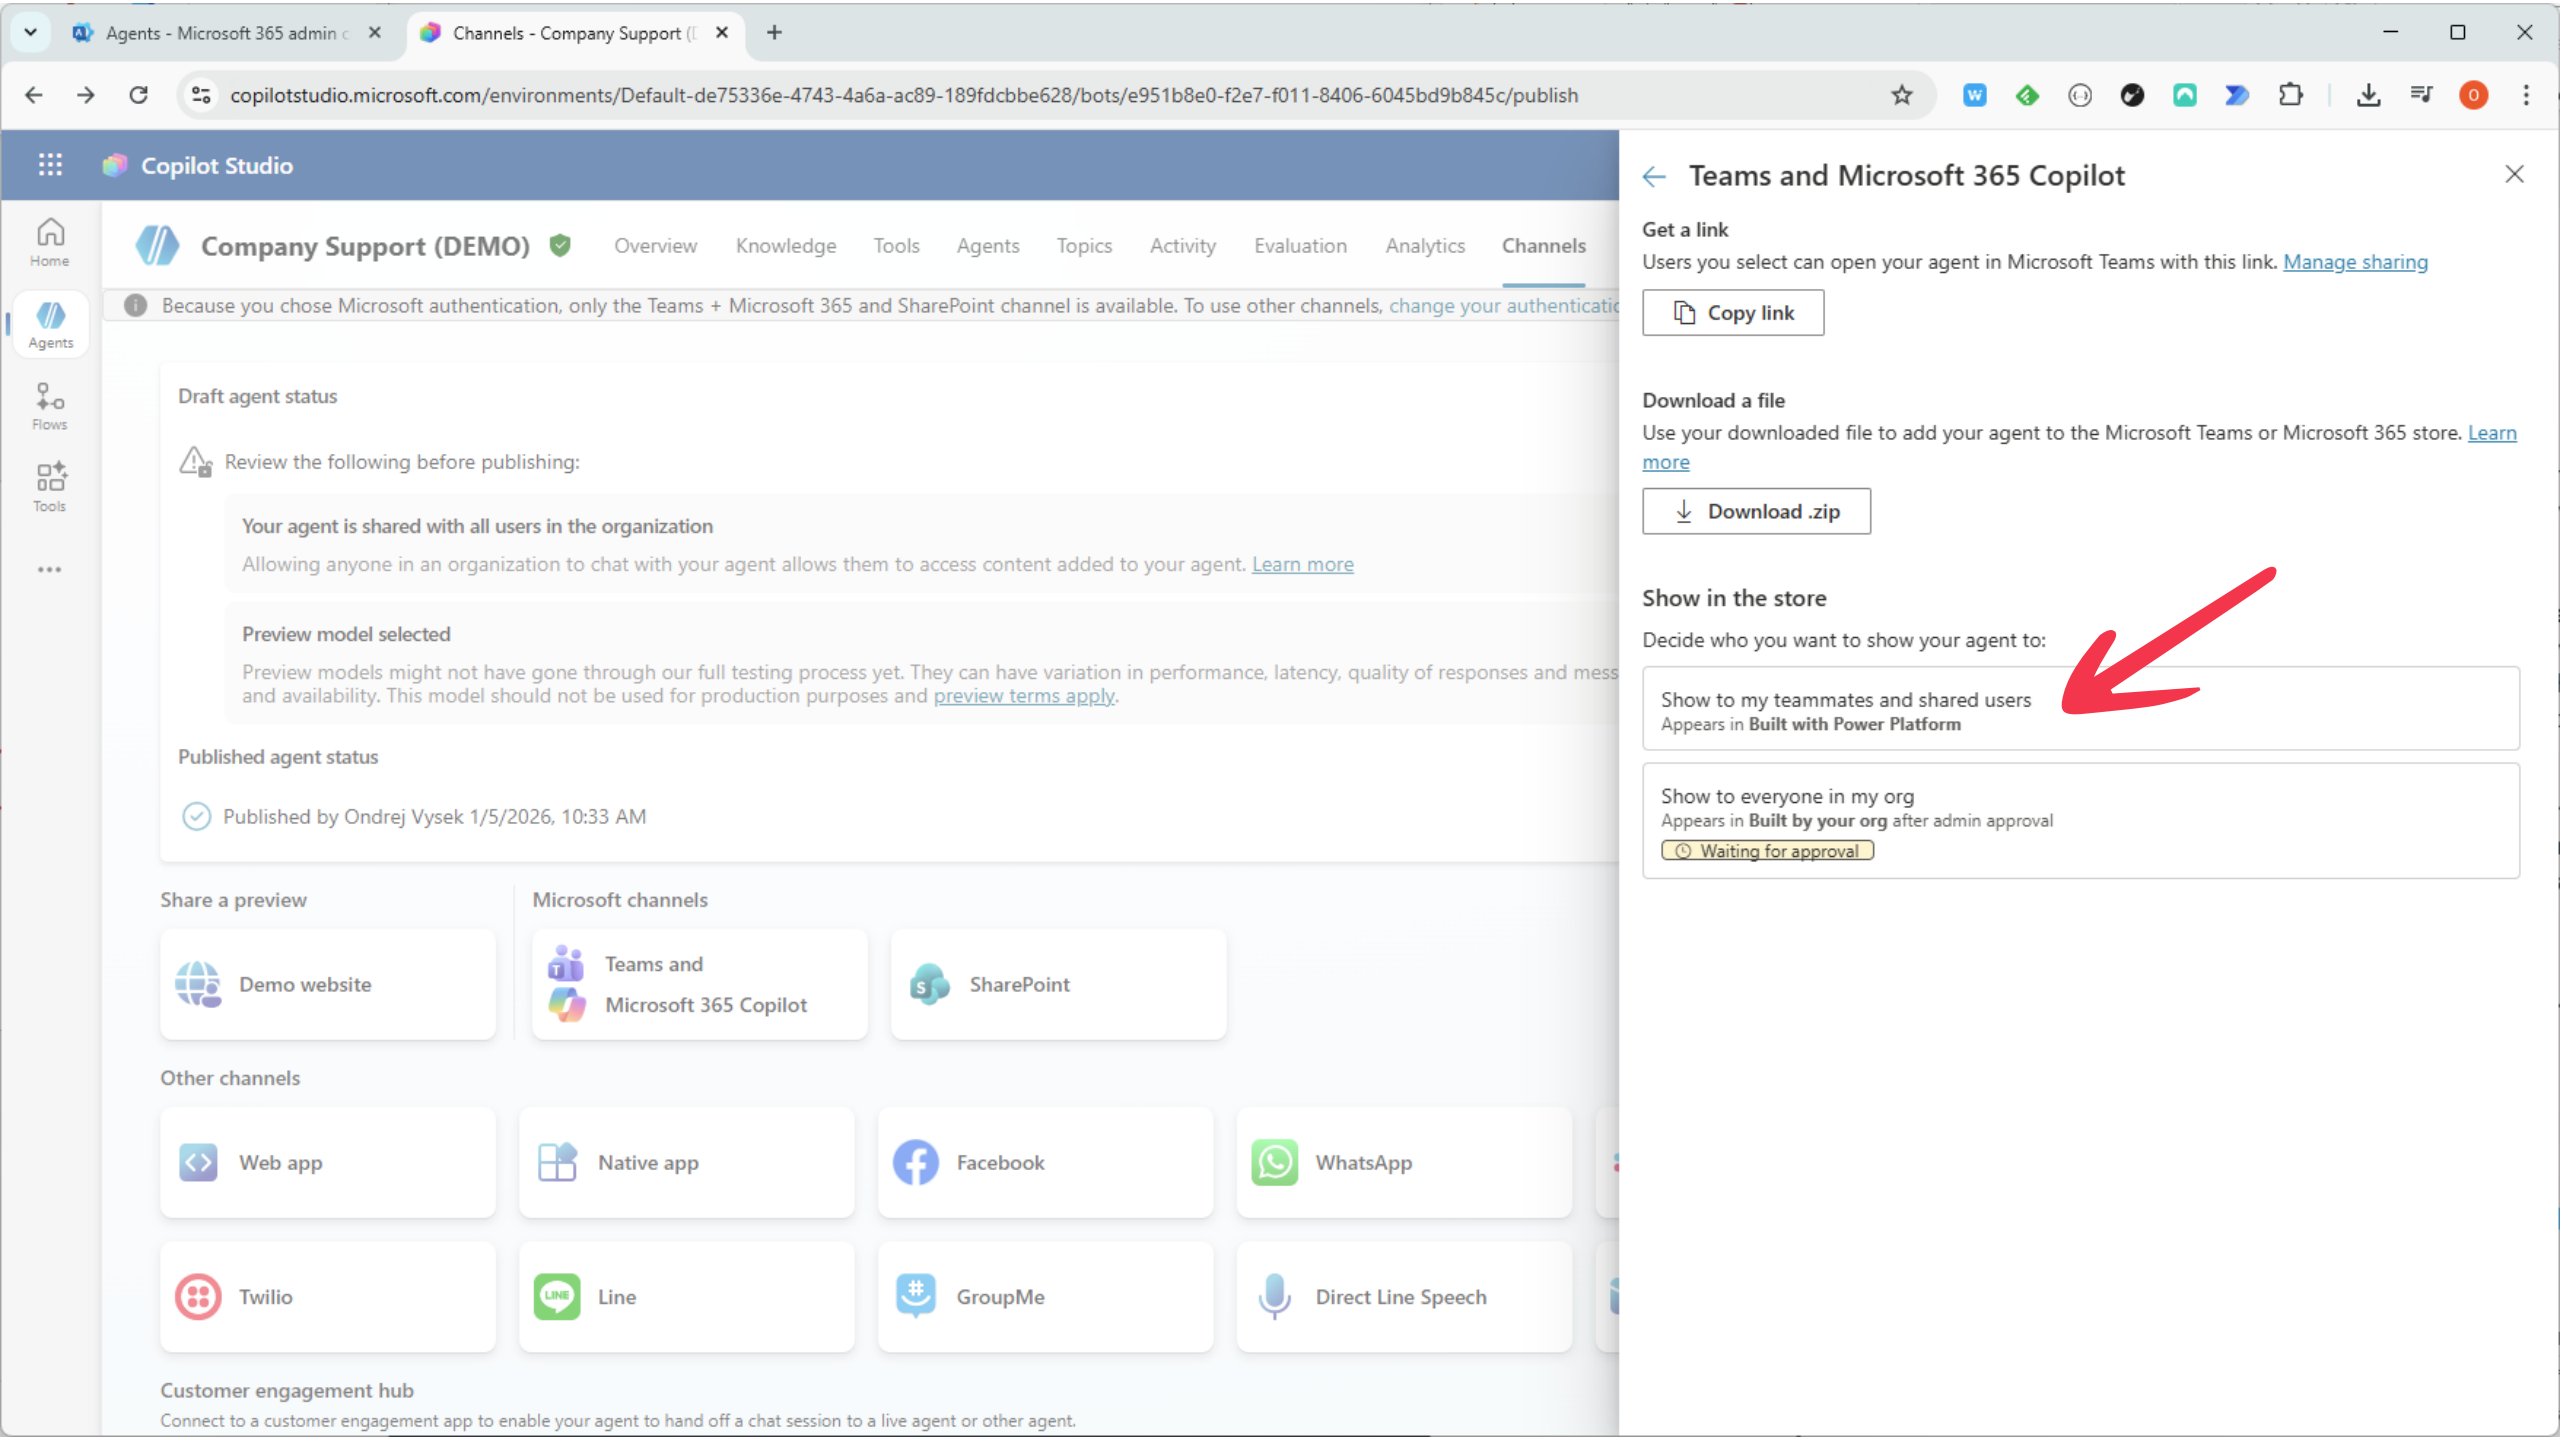 Agents - Microsoft 365 admin c
Channels - Company Support (D
copilotstudio.microsoft.com/environments/Default-de75336e-4743-4a6a-ac89-189fdcbbe628/bots/e951b8e0-f2e7-f011-8406-6045bd9b845c/publish
W
O
Copilot Studio
Home
Agents
Flows
Tools
Company Support (DEMO)
Overview
Knowledge
Tools
Agents
Topics
Activity
Evaluation
Analytics
Channels
Because you chose Microsoft authentication, only the Teams + Microsoft 365 and SharePoint channel is available. To use other channels, change your authenticatio
Draft agent status
Review the following before publishing:
Your agent is shared with all users in the organization
Allowing anyone in an organization to chat with your agent allows them to access content added to your agent. Learn more
Preview model selected
Preview models might not have gone through our full testing process yet. They can have variation in performance, latency, quality of responses and mess
and availability. This model should not be used for production purposes and preview terms apply.
Published agent status
Published by Ondrej Vysek 1/5/2026, 10:33 AM
Share a preview
Demo website
Microsoft channels
Teams and
Microsoft 365 Copilot
SharePoint
Other channels
Web app
Native app
Facebook
WhatsApp
Twilio
LINE
Line
GroupMe
Direct Line Speech
Customer engagement hub
Connect to a customer engagement app to enable your agent to hand off a chat session to a live agent or other agent.
Teams and Microsoft 365 Copilot
Get a link
Users you select can open your agent in Microsoft Teams with this link. Manage sharing
Copy link
Download a file
Use your downloaded file to add your agent to the Microsoft Teams or Microsoft 365 store. Learn
more
Download .zip
Show in the store
Decide who you want to show your agent to:
Show to my teammates and shared users
Appears in Built with Power Platform
Show to everyone in my org
Appears in Built by your org after admin approval
Waiting for approval